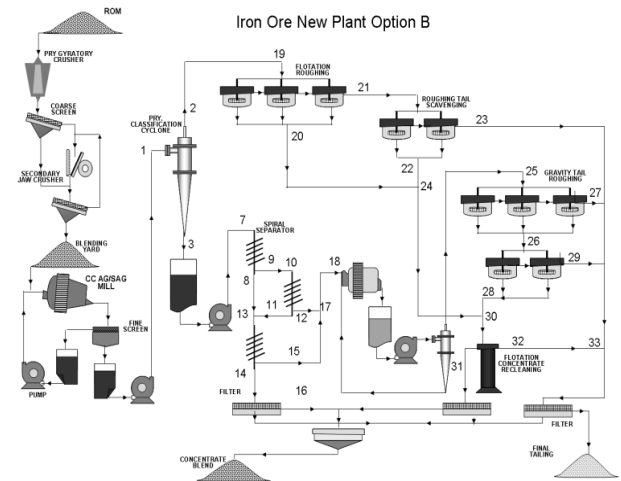 Iron Ore New Plant Option B
ROM
PRY GYRATORY
CRUSHER
COARSE
SCREEN
SECONDARY
JAW CRUSHER
BLENDING
YARD
CC AG/SAG
MILL
FINE
SCREEN
PUMP
1
2
PRY.
CLASSIFICATION
CYCLONE
3
19
FLOTATION
ROUGHING
20
21
ROUGHING TAIL
SCAVENGING
22
23
24
25
GRAVITY TAIL
ROUGHING
26
27
28
29
30
7
SPIRAL
SEPARATOR
8
9
10
11
12
13
14
15
16
17
18
31
32
33
FLOTATION
CONCENTRATE
RECLEANING
FILTER
FILTER
CONCENTRATE
BLEND
FINAL
TAILING